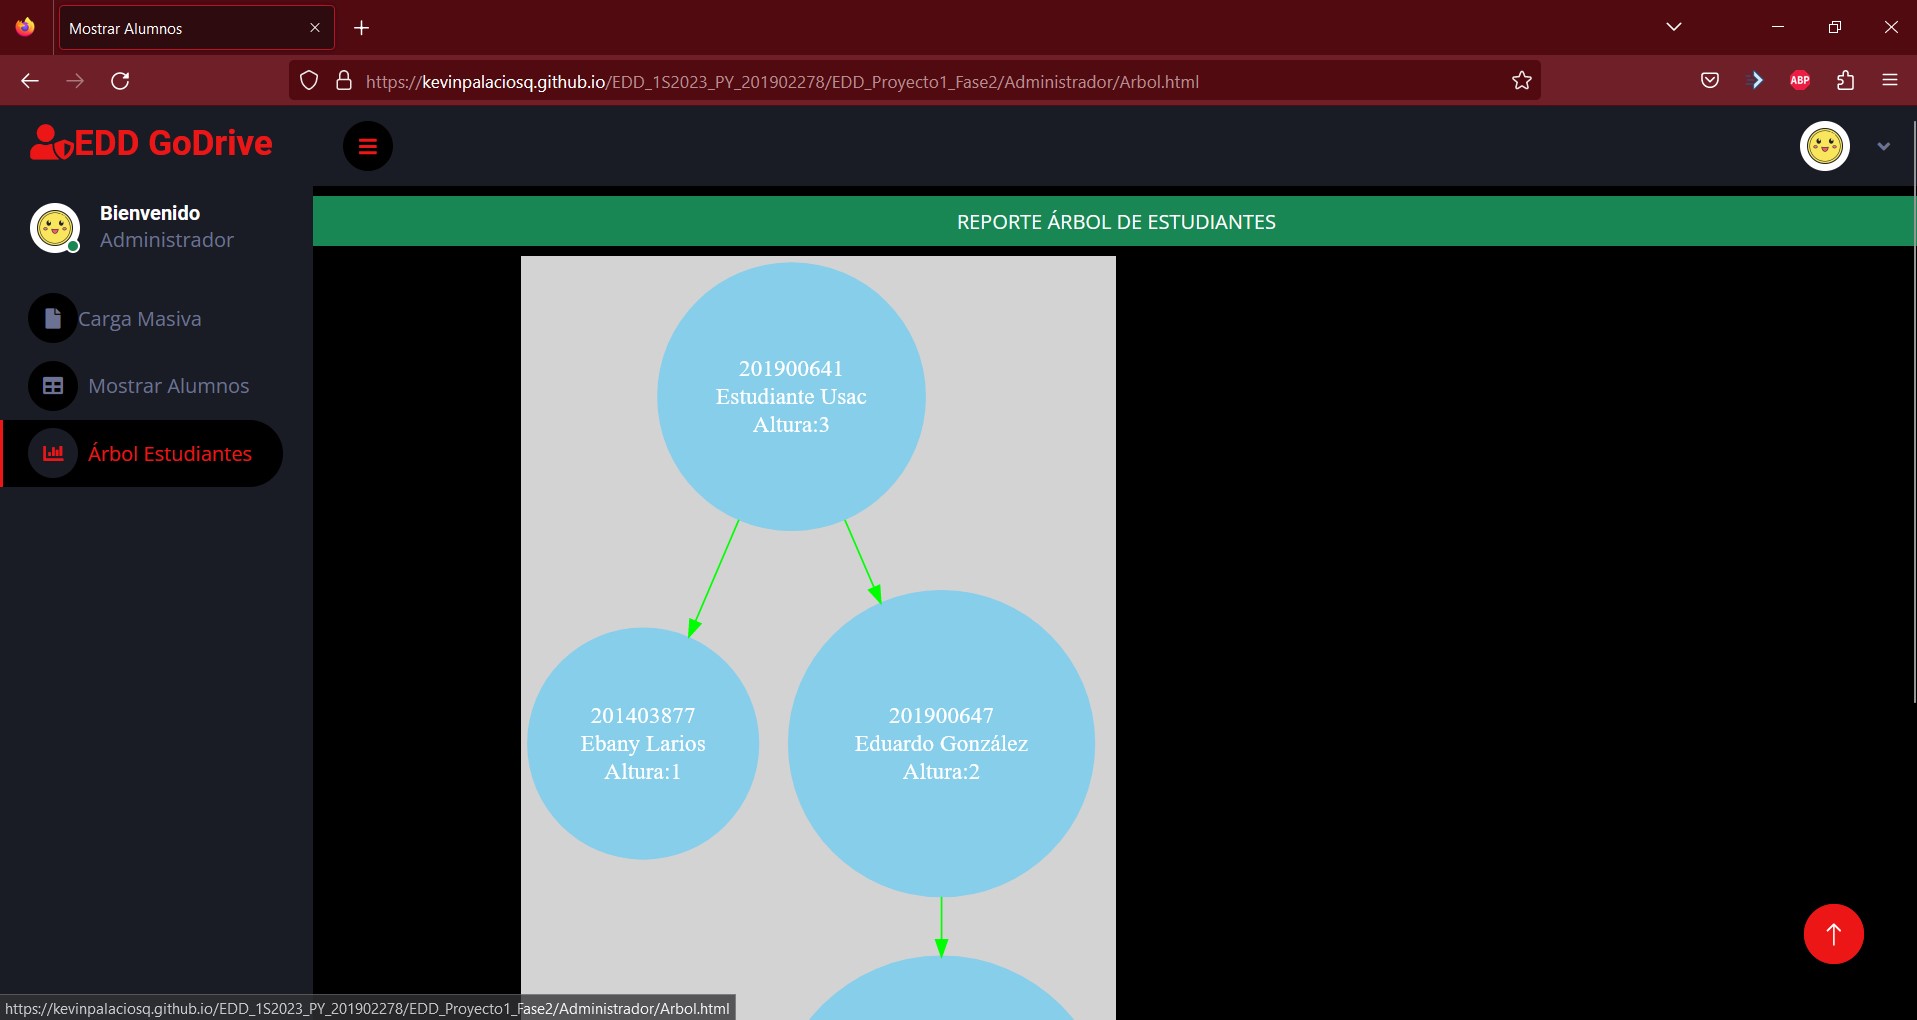 Mostrar Alumnos
https://kevinpalaciosq.github.io/EDD_1S2023_PY_201902278/EDD_Proyecto1_Fase2/Administrador/Arbol.html
ABP
EDD GoDrive
Bienvenido
Administrador
Carga Masiva
Mostrar Alumnos
Árbol Estudiantes
REPORTE ÁRBOL DE ESTUDIANTES
201900641
Estudiante Usac
Altura:3
201403877
Ebany Larios
Altura:1
201900647
Eduardo González
Altura:2
https://kevinpalaciosq.github.io/EDD_1S2023_PY_201902278/EDD_Proyecto1_Fase2/Administrador/Arbol.html